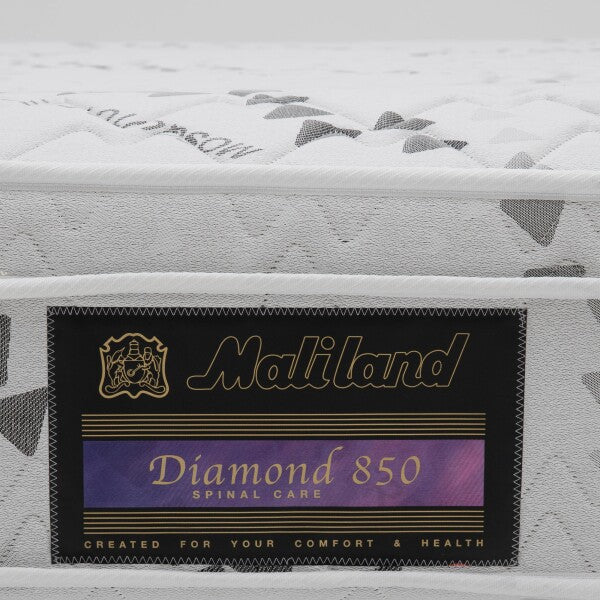 Maliland
Diamond 850
SPINAL CARE
CREATED FOR YOUR COMFORT & HEALTH